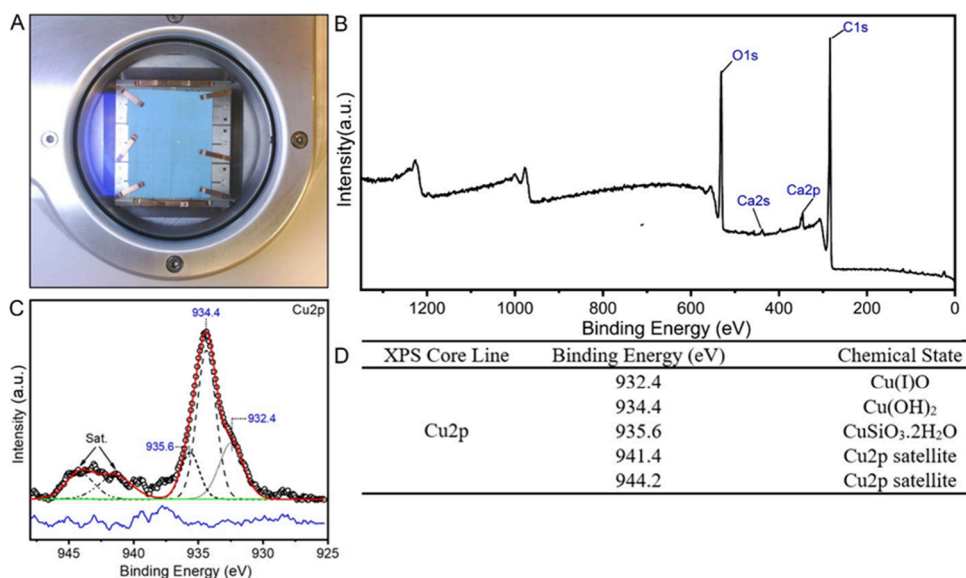 A
B
O1s
C1s
Ca2s
Ca2p
Intensity(a.u.)
1200 1000 800 600 400 200 0
Binding Energy (eV)
C
Cu2p
934.4
932.4
935.6
Sat.
Intensity (a.u.)
945 940 935 930 925
Binding Energy (eV)
D
XPS Core Line Binding Energy (eV) Chemical State
932.4 Cu(I)O
934.4 Cu(OH)₂
Cu2p 935.6 CuSiO₃.2H₂O
941.4 Cu2p satellite
944.2 Cu2p satellite